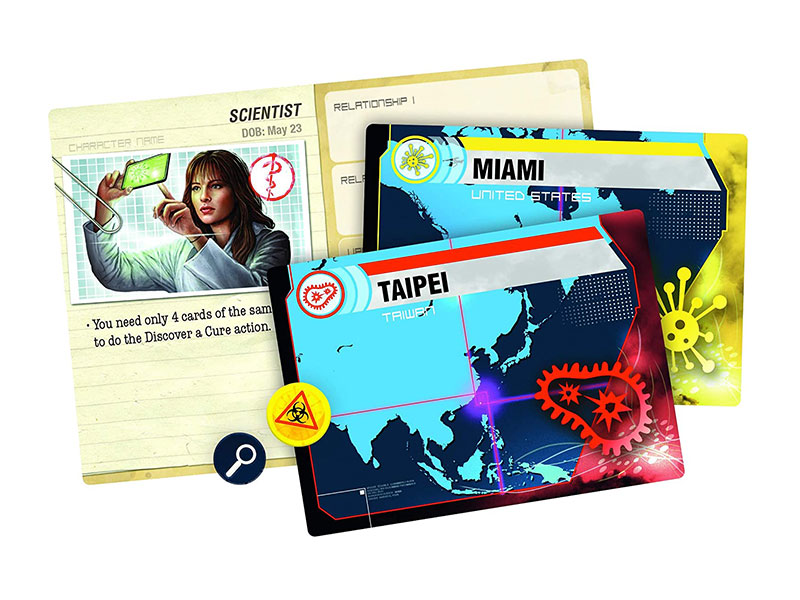 SCIENTIST
DOB: May 23
CHARACTER NAME
· You need only 4 cards of the sam
to do the Discover a Cure action.
RELATIONSHIP 1
REL
MIAMI
UNITED STATES
TAIPEI
TAIWAN